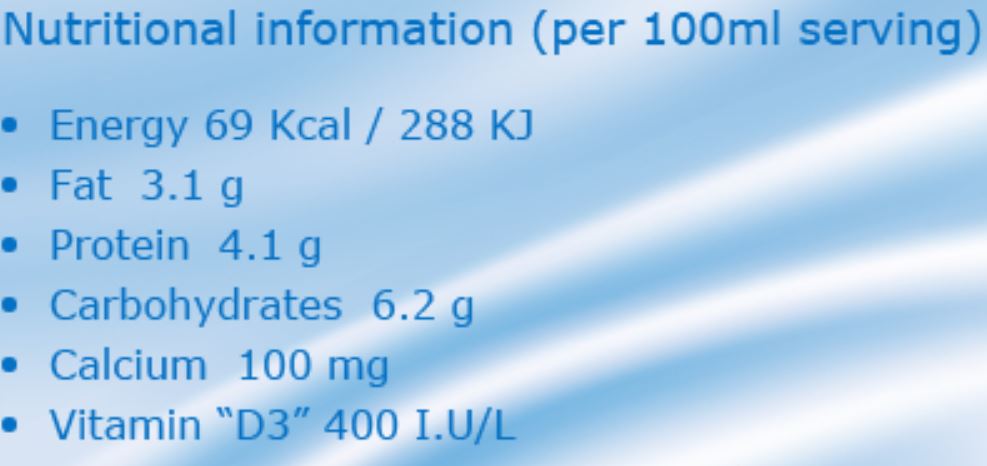 Nutritional information (per 100ml serving)
• Energy 69 Kcal / 288 KJ
• Fat 3.1 g
• Protein 4.1 g
• Carbohydrates 6.2 g
• Calcium 100 mg
• Vitamin “D3” 400 I.U/L